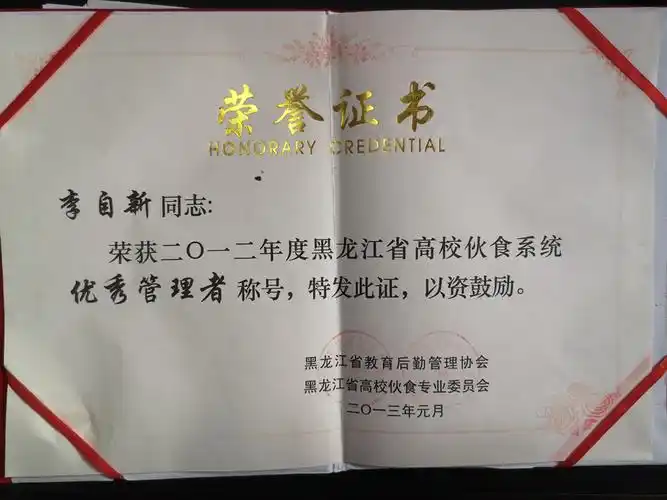 荣誉证书
HONORARY CREDENTIAL
李自新 同志:
荣获二〇一二年度黑龙江省高校伙食系统
优秀管理者 称号，特发此证，以资鼓励。
黑龙江省教育后勤管理协会
黑龙江省高校伙食专业委员会
二〇一三年元月